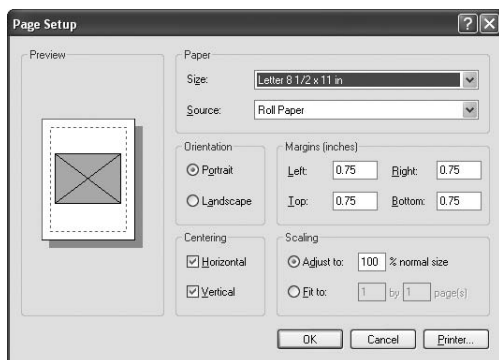 Page Setup
Preview
Paper
Size: Letter 8 1/2 x 11 in
Source: Roll Paper
Orientation
Portrait
Landscape
Margins (inches)
Left: 0.75 Right: 0.75
Top: 0.75 Bottom: 0.75
Centering
Horizontal
Vertical
Scaling
Adjust to: 100 % normal size
Fit to: 1 by 1 page(s)
OK Cancel Printer...